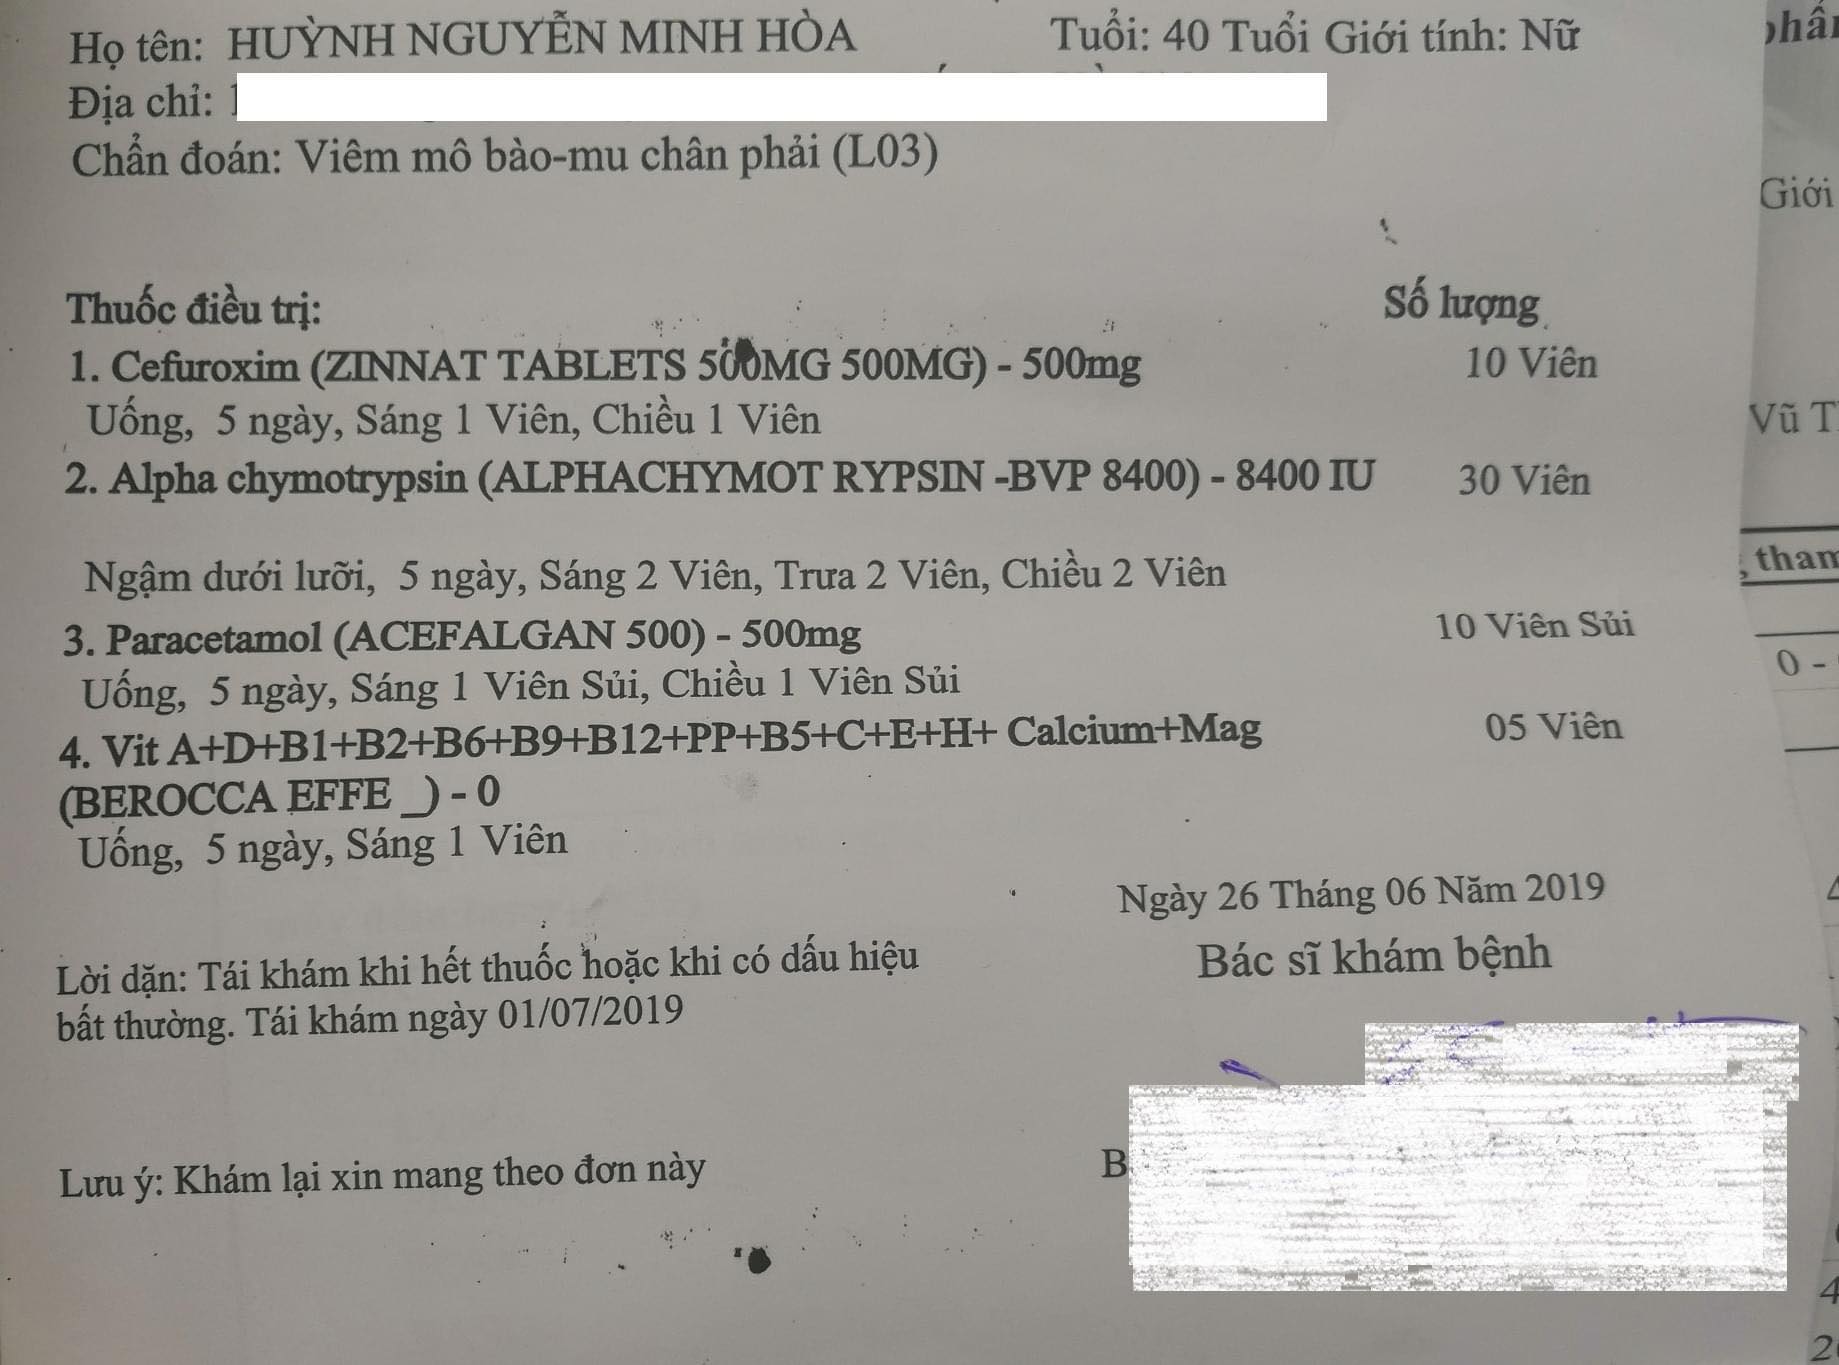 Họ tên: HUỲNH NGUYỄN MINH HÒA Tuổi: 40 Tuổi Giới tính: Nữ
Địa chỉ:
Chẩn đoán: Viêm mô bào-mu chân phải (L03)
Giới
Thuốc điều trị: Số lượng
1. Cefuroxim (ZINNAT TABLETS 500MG 500MG) - 500mg 10 Viên
Uống, 5 ngày, Sáng 1 Viên, Chiều 1 Viên
Vũ T
2. Alpha chymotrypsin (ALPHACHYMOT RYPSIN -BVP 8400) - 8400 IU 30 Viên
Ngậm dưới lưỡi, 5 ngày, Sáng 2 Viên, Trưa 2 Viên, Chiều 2 Viên
3. Paracetamol (ACEFALGAN 500) - 500mg 10 Viên Sủi
0 -
Uống, 5 ngày, Sáng 1 Viên Sủi, Chiều 1 Viên Sủi
4. Vit A+D+B1+B2+B6+B9+B12+PP+B5+C+E+H+ Calcium+Mag 05 Viên
(BEROCCA EFFE _) - 0
Uống, 5 ngày, Sáng 1 Viên
Ngày 26 Tháng 06 Năm 2019
Lời dặn: Tái khám khi hết thuốc hoặc khi có dấu hiệu
Bác sĩ khám bệnh
bất thường. Tái khám ngày 01/07/2019
Lưu ý: Khám lại xin mang theo đơn này
B